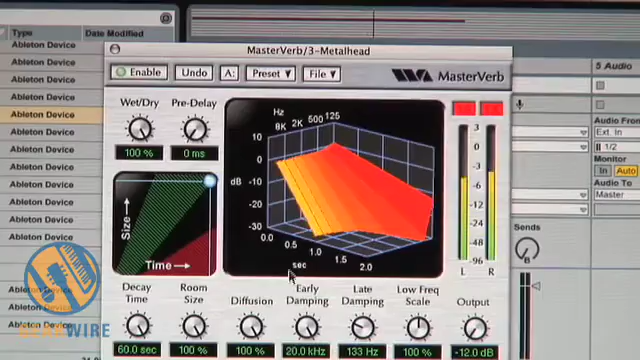 Type Date Modified
Ableton Device
Ableton Device
Ableton Device
Ableton Device
Ableton Device
Ableton Device
Ableton Device
Ableton Device
Ableton Device
Ableton Device
Ableton Device
Ableton Device
Ableton Device
Ableton Device
MasterVerb/3-Metalhead
Enable Undo A: Preset File MasterVerb
Wet/Dry Pre-Delay
100 % 0 ms
Size
Time
Hz
8K 2K 500 125
10
0
dB -10
-20
-30
0.0 0.5 1.0 1.5 2.0
sec
3
0
-3
-6
-12
-24
-48
-96
L R
Decay Time
Room Size
Diffusion
Early Damping
Late Damping
Low Freq Scale
Output
60.0 sec 100 % 100 % 20.0 kHz 133 Hz 100 % -12.0 dB
5 Audio
Audio From
Ext. In
1/2
Monitor
In Auto
Audio To
Master
Sends
B
WIRE